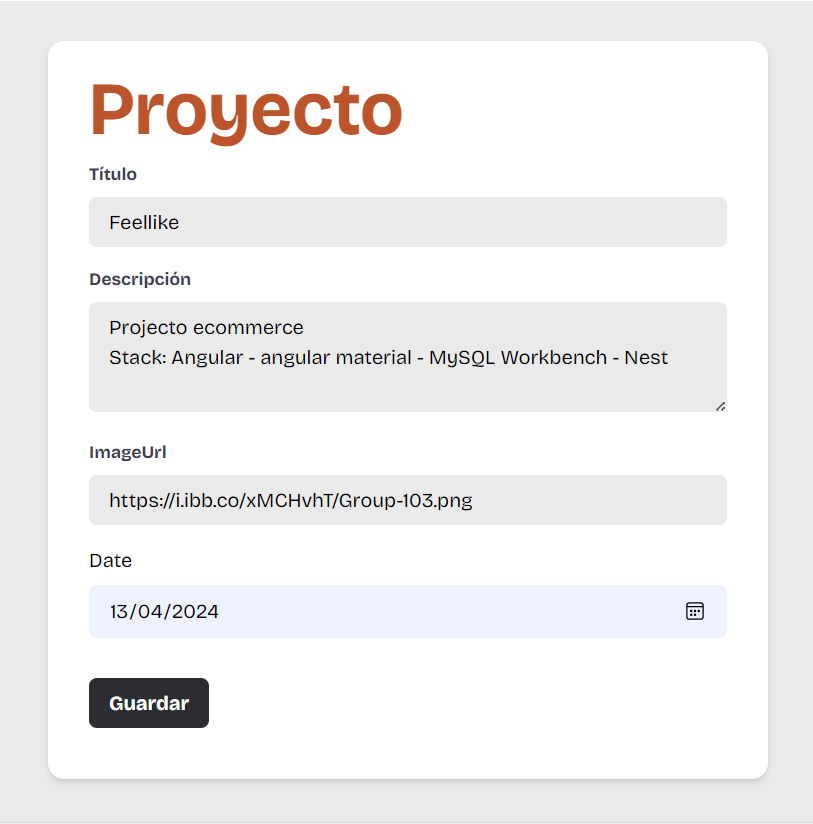 Proyecto
Título
Feellike
Descripción
Projecto ecommerce
Stack: Angular - angular material - MySQL Workbench - Nest
ImageUrl
https://i.ibb.co/xMCHvhT/Group-103.png
Date
13/04/2024
Guardar